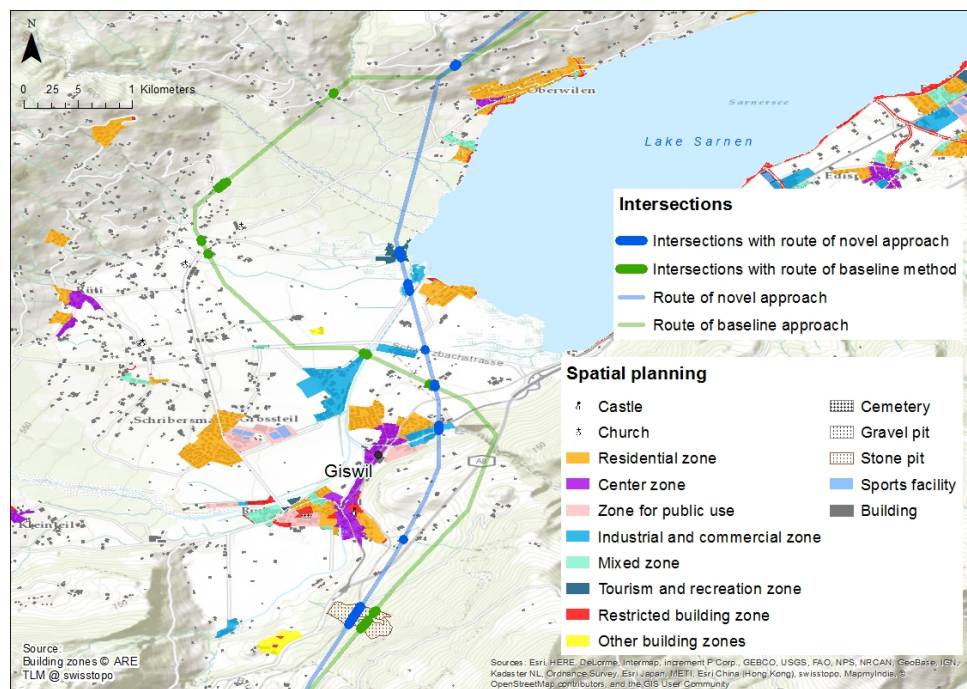 N
0 .25 .5 1 Kilometers
Oberwilen
Sarnersee
Lake Sarnen
Intersections
Intersections with route of novel approach
Intersections with route of baseline method
Route of novel approach
Route of baseline approach
Spatial planning
Castle
Church
Residential zone
Center zone
Zone for public use
Industrial and commercial zone
Mixed zone
Tourism and recreation zone
Restricted building zone
Other building zones
Cemetery
Gravel pit
Stone pit
Sports facility
Building
Grossteil
Giswil
Kleinteil
Source:
Building zones © ARE
TLM @ swisstopo
Sources: Esri, HERE, DeLorme, Intermap, increment P Corp., GEBCO, USGS, FAO, NPS, NRCAN, GeoBase, IGN,
Kadaster NL, Ordnance Survey, Esri Japan, METI, Esri China (Hong Kong), swisstopo, MapmyIndia, ©
OpenStreetMap contributors, and the GIS User Community